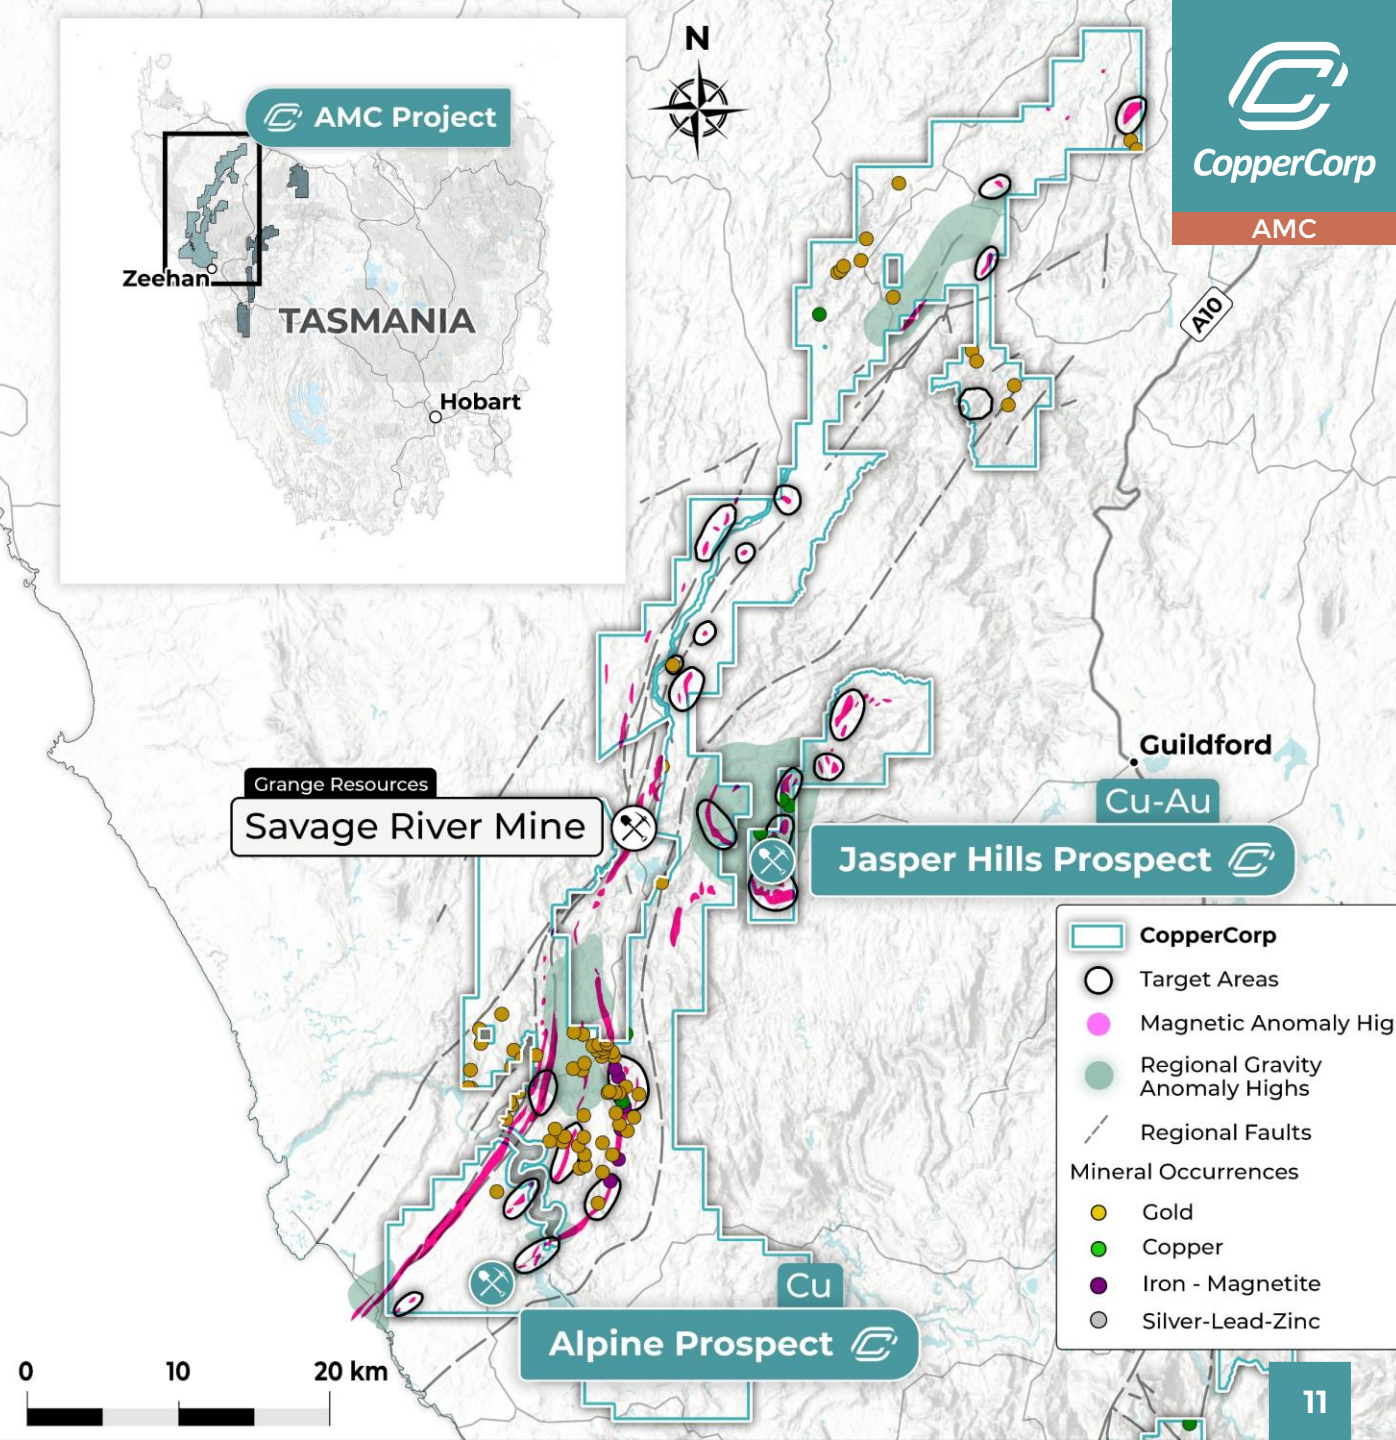 AMC Project
Zeehan
TASMANIA
Hobart
N
CopperCorp
AMC
A10
Guildford
Grange Resources
Savage River Mine
Cu-Au
Jasper Hills Prospect
CopperCorp
Target Areas
Magnetic Anomaly Hig
Regional Gravity
Anomaly Highs
Regional Faults
Mineral Occurrences
Gold
Copper
Iron - Magnetite
Silver-Lead-Zinc
Cu
Alpine Prospect
0 10 20 km
11